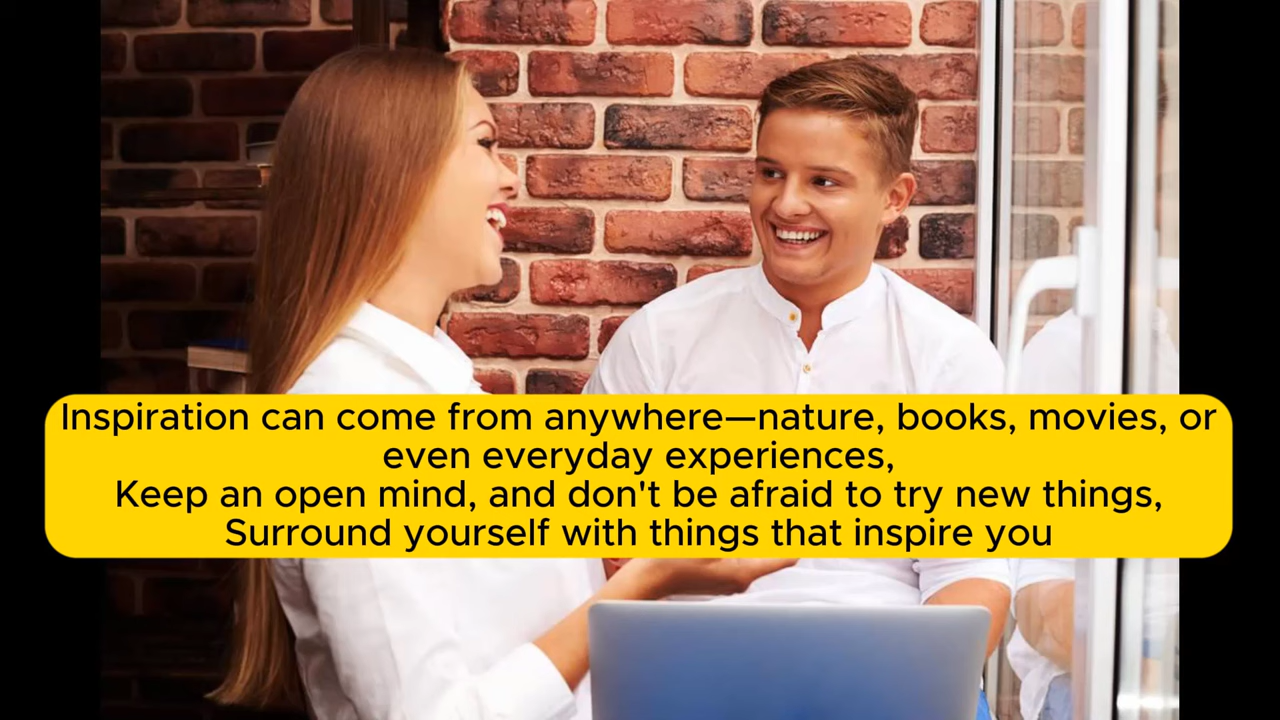 Inspiration can come from anywhere—nature, books, movies, or
even everyday experiences,
Keep an open mind, and don't be afraid to try new things,
Surround yourself with things that inspire you